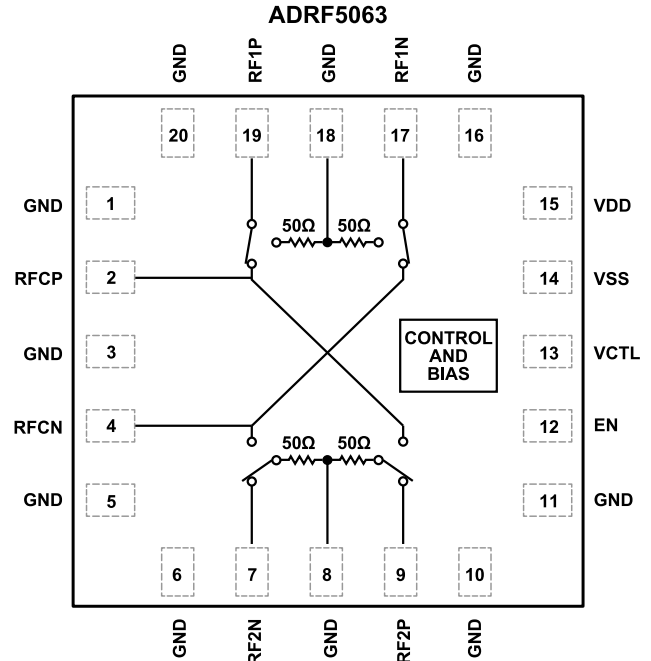 ADRF5063
GND
RF1P
GND
RF1N
GND
20
19
18
17
16
GND
1
15
VDD
50Ω
50Ω
RFCP
2
14
VSS
GND
3
CONTROL
AND
BIAS
13
VCTL
RFCN
4
12
EN
50Ω
50Ω
GND
5
11
GND
6
7
8
9
10
GND
RF2N
GND
RF2P
GND